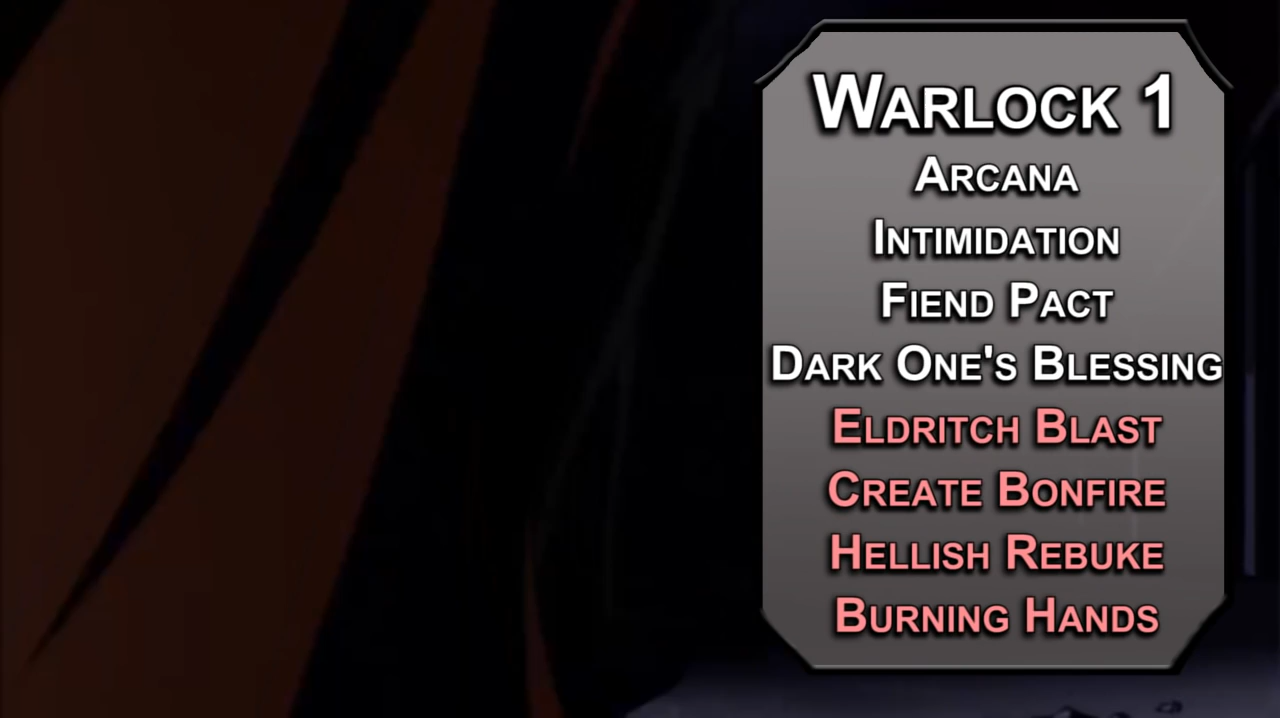 Warlock 1
Arcana
Intimidation
Fiend Pact
Dark One's Blessing
Eldritch Blast
Create Bonfire
Hellish Rebuke
Burning Hands